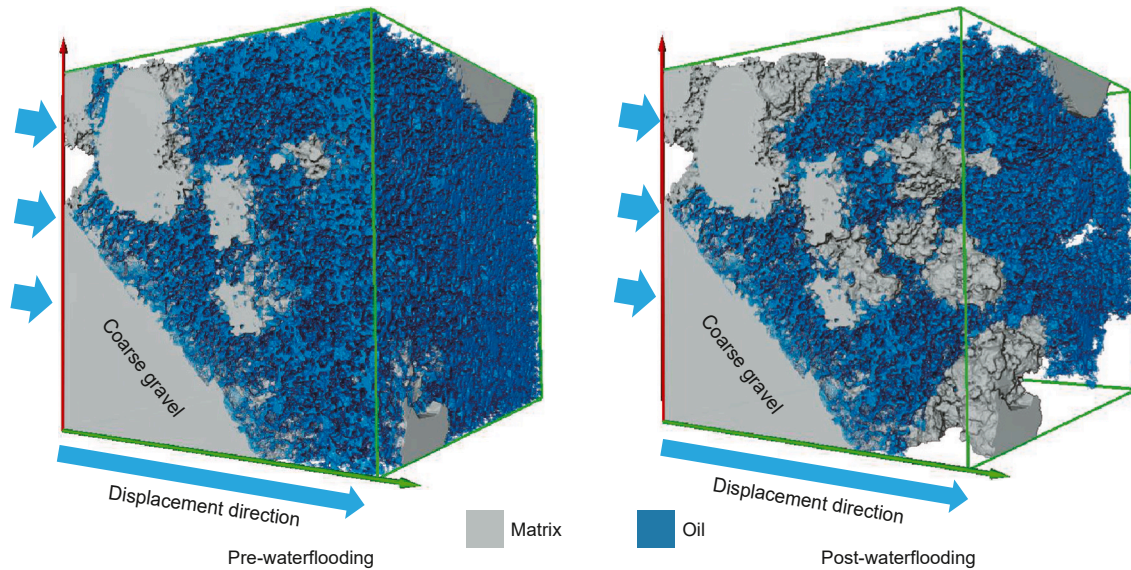 Coarse gravel
Coarse gravel
Displacement direction
Displacement direction
Matrix
Oil
Pre-waterflooding
Post-waterflooding